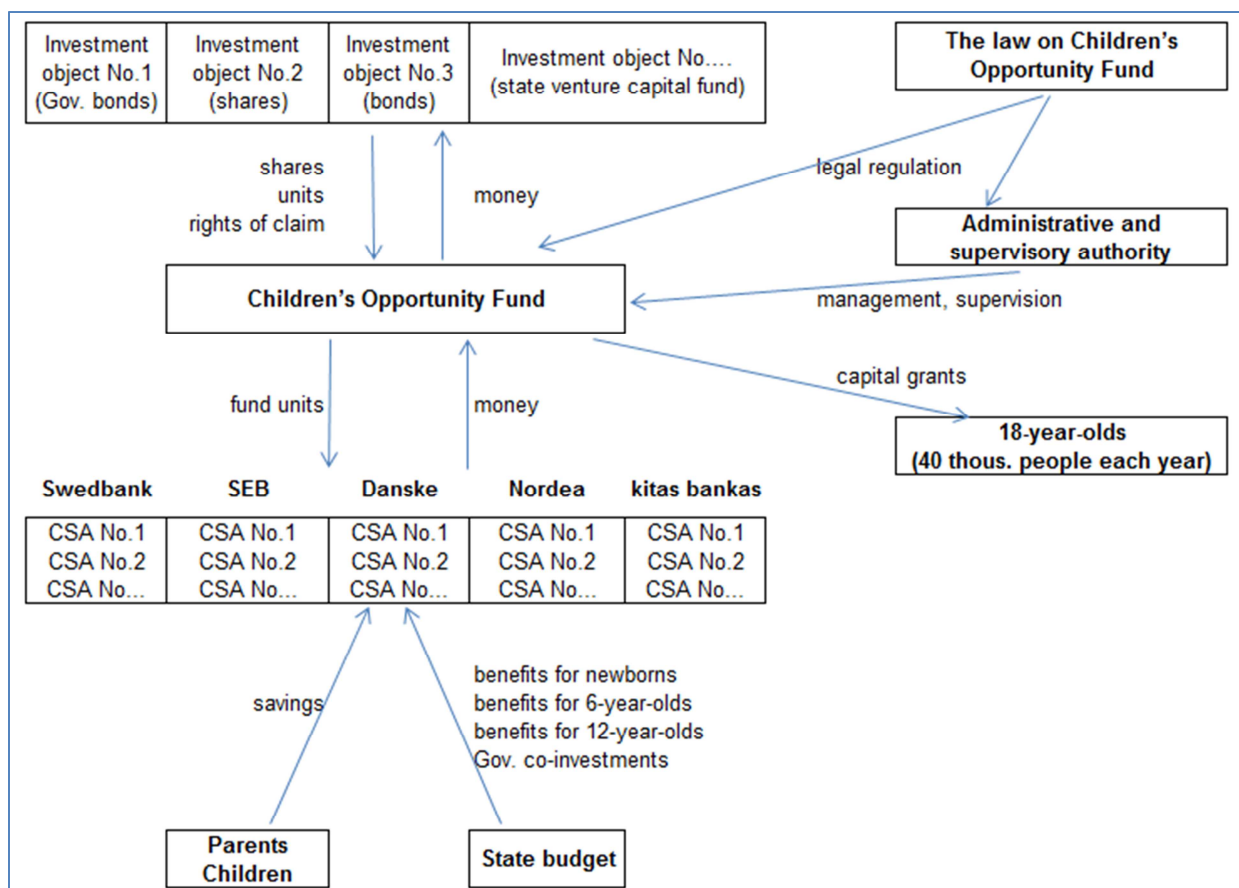 Investment object No.1 (Gov. bonds)
Investment object No.2 (shares)
Investment object No.3 (bonds)
Investment object No.... (state venture capital fund)
The law on Children's
Opportunity Fund
shares
units
rights of claim
money
legal regulation
Administrative and
supervisory authority
Children's Opportunity Fund
management, supervision
fund units
money
capital grants
18-year-olds
(40 thous. people each year)
Swedbank SEB Danske Nordea kitas bankas
CSA No.1 CSA No.1 CSA No.1 CSA No.1 CSA No.1
CSA No.2 CSA No.2 CSA No.2 CSA No.2 CSA No.2
CSA No... CSA No... CSA No... CSA No... CSA No...
savings
benefits for newborns
benefits for 6-year-olds
benefits for 12-year-olds
Gov. co-investments
Parents
Children
State budget